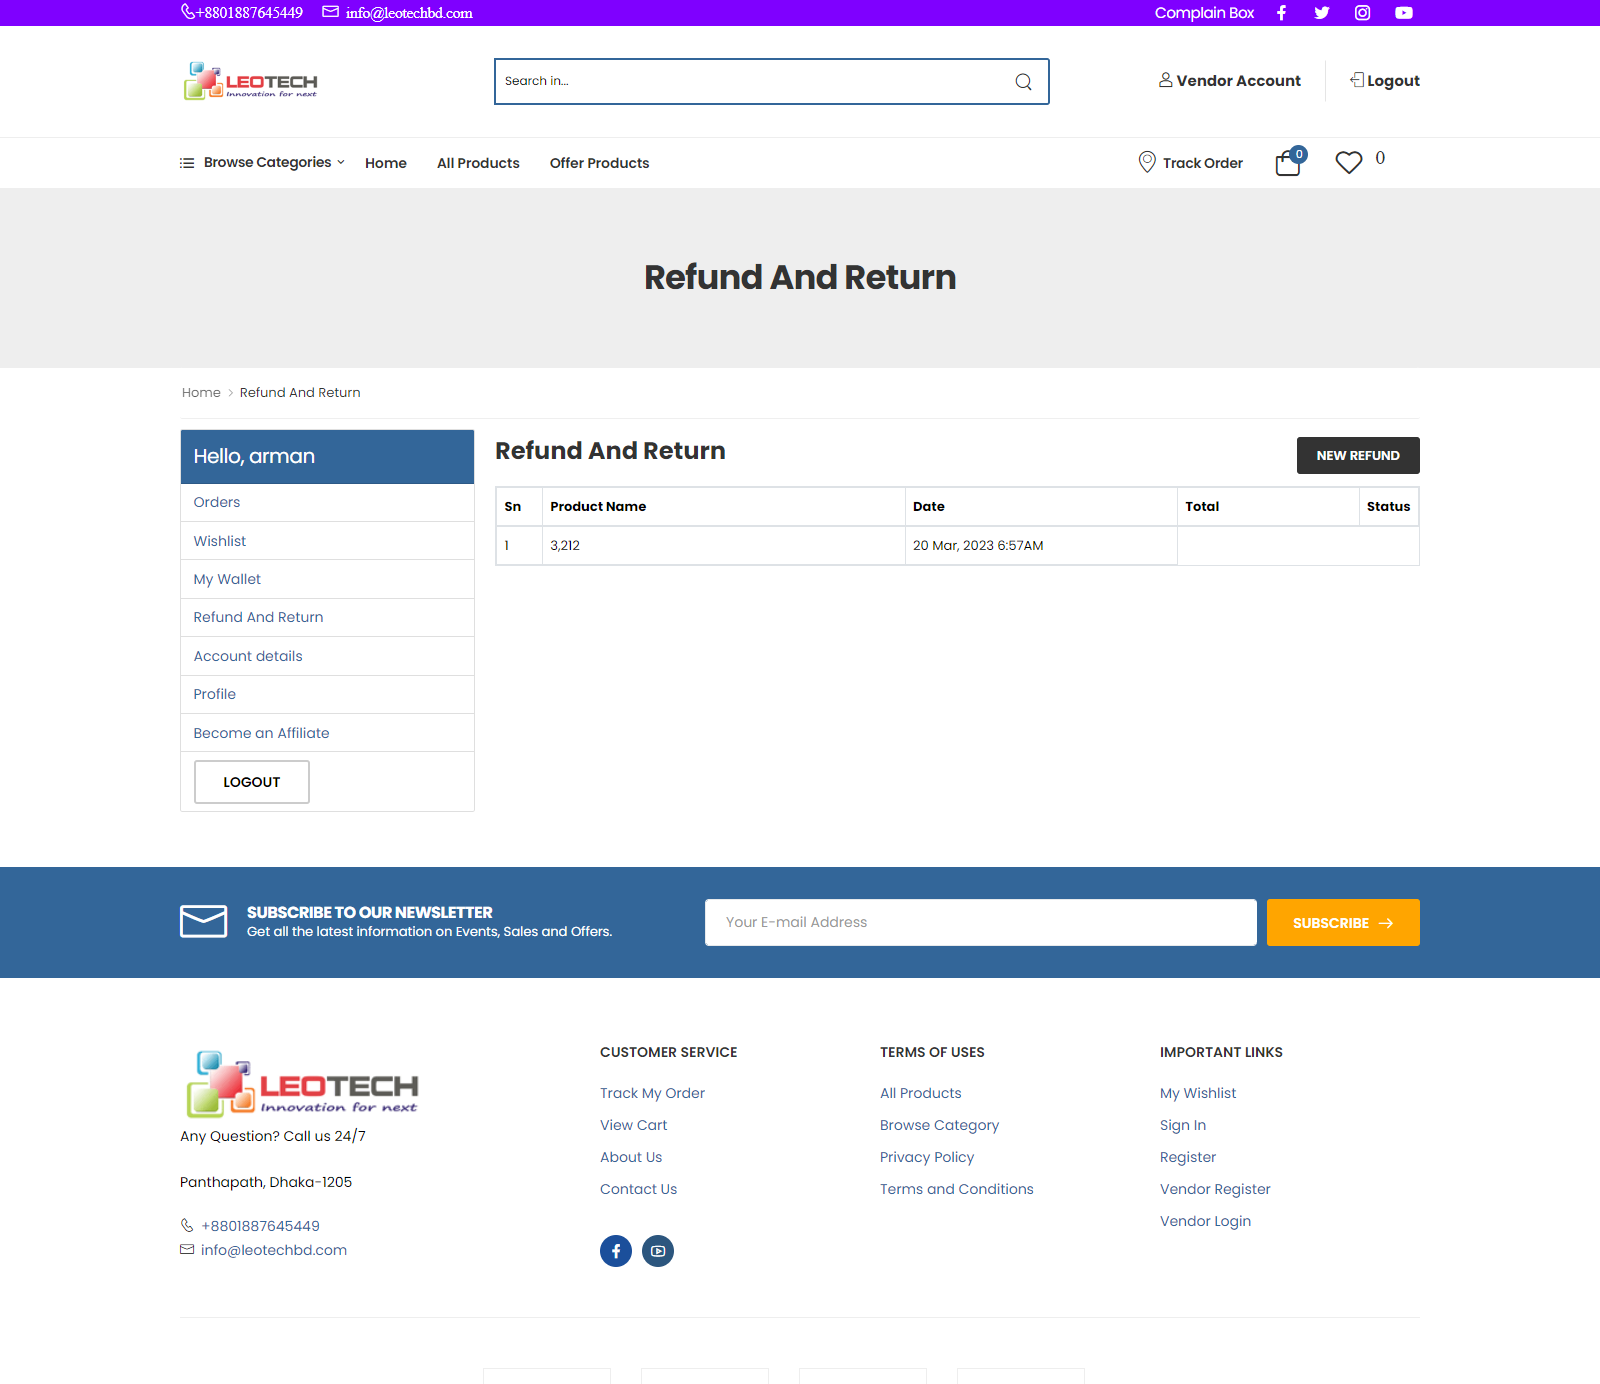 +8801887645449 info@leotechbd.com Complain Box
LEOTECH
Innovation for next
Search in...
Vendor Account Logout
Browse Categories Home All Products Offer Products Track Order 0 0
Refund And Return
Home > Refund And Return
Hello, arman
Orders
Wishlist
My Wallet
Refund And Return
Account details
Profile
Become an Affiliate
LOGOUT
Refund And Return NEW REFUND
Sn Product Name Date Total Status
1 3,212 20 Mar, 2023 6:57AM
SUBSCRIBE TO OUR NEWSLETTER
Get all the latest information on Events, Sales and Offers.
Your E-mail Address SUBSCRIBE
LEOTECH
Innovation for next
Any Question? Call us 24/7
Panthapath, Dhaka-1205
+8801887645449
info@leotechbd.com
CUSTOMER SERVICE
Track My Order
View Cart
About Us
Contact Us
TERMS OF USES
All Products
Browse Category
Privacy Policy
Terms and Conditions
IMPORTANT LINKS
My Wishlist
Sign In
Register
Vendor Register
Vendor Login